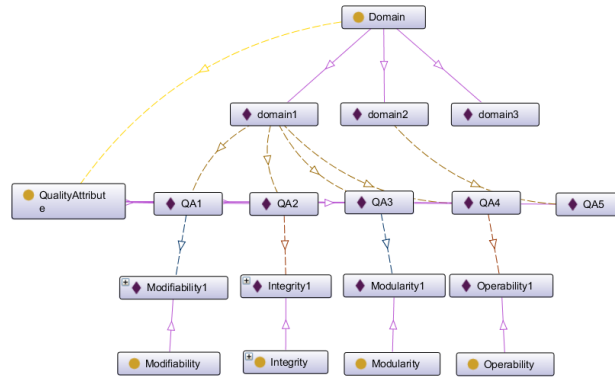 Domain
domain1
domain2
domain3
QualityAttribut
e
QA1
QA2
QA3
QA4
QA5
Modifiability1
Integrity1
Modularity1
Operability1
Modifiability
Integrity
Modularity
Operability